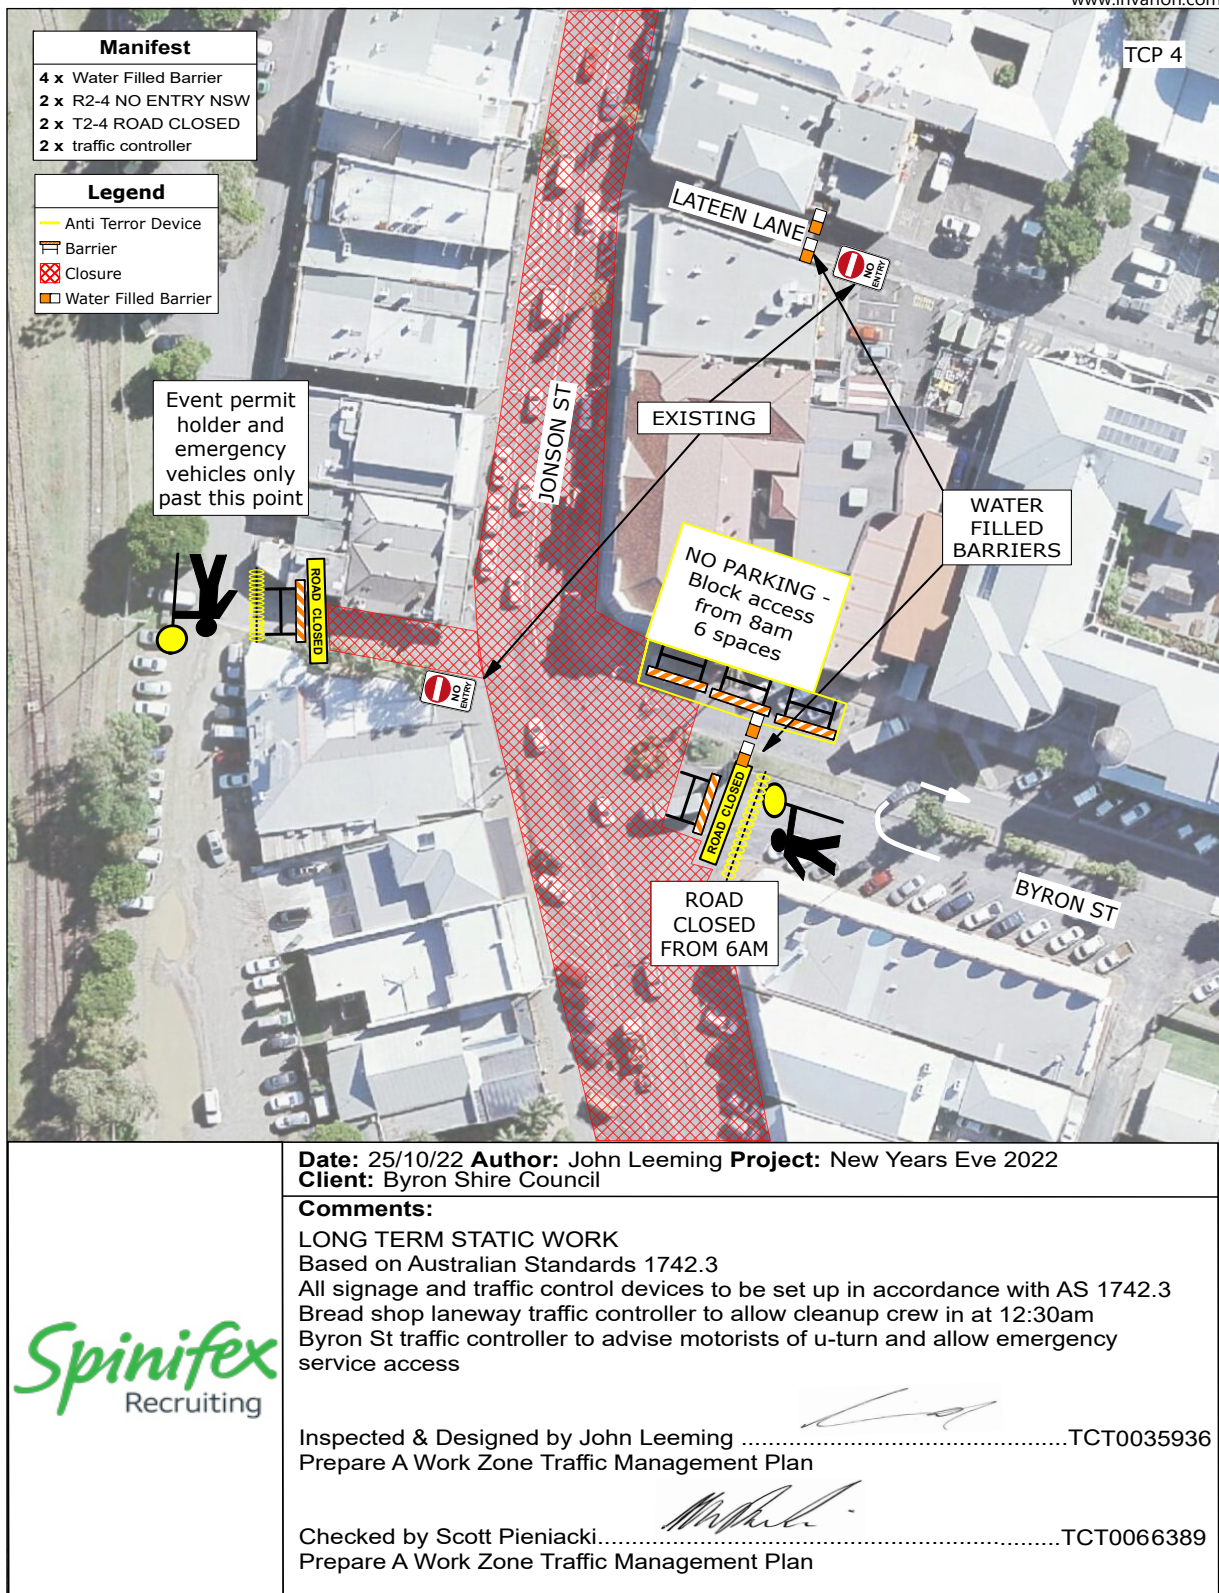 www.invarion.com
TCP 4
Manifest
4 x Water Filled Barrier
2 x R2-4 NO ENTRY NSW
2 x T2-4 ROAD CLOSED
2 x traffic controller
Legend
Anti Terror Device
Barrier
Closure
Water Filled Barrier
LATEEN LANE
NO
ENTRY
EXISTING
JONSON ST
Event permit
holder and
emergency
vehicles only
past this point
WATER
FILLED
BARRIERS
NO PARKING -
Block access
from 8am
6 spaces
ROAD CLOSED
NO
ENTRY
ROAD CLOSED
ROAD
CLOSED
FROM 6AM
BYRON ST
Date: 25/10/22 Author: John Leeming Project: New Years Eve 2022
Client: Byron Shire Council
Comments:
LONG TERM STATIC WORK
Based on Australian Standards 1742.3
All signage and traffic control devices to be set up in accordance with AS 1742.3
Bread shop laneway traffic controller to allow cleanup crew in at 12:30am
Byron St traffic controller to advise motorists of u-turn and allow emergency
service access
Inspected & Designed by John Leeming ................................................TCT0035936
Prepare A Work Zone Traffic Management Plan
Checked by Scott Pieniacki....................................................................TCT0066389
Prepare A Work Zone Traffic Management Plan
Spinifex
Recruiting